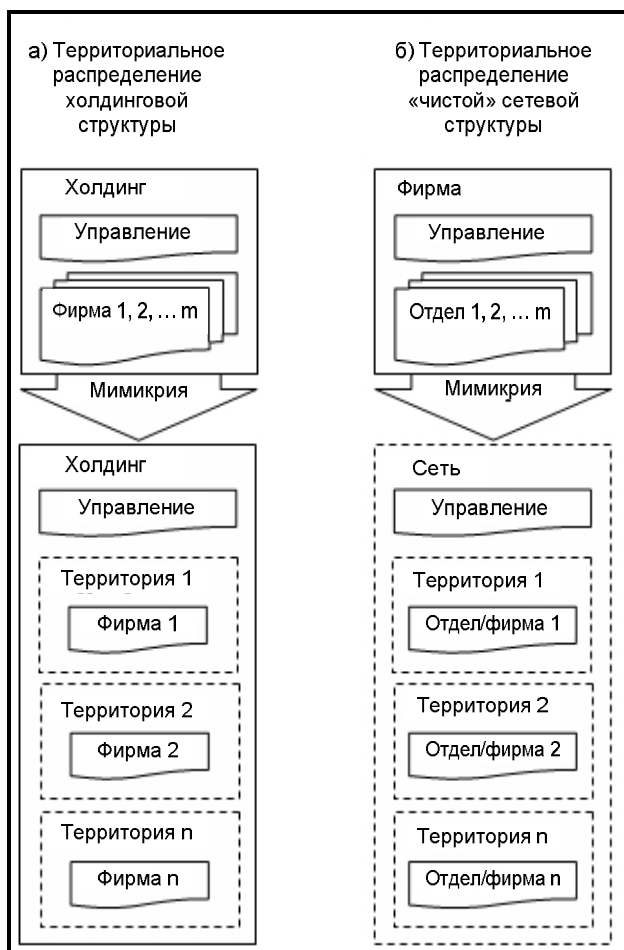 а) Территориальное
распределение
холдинговой
структуры
Холдинг
Управление
Фирма 1, 2, … m
Мимикрия
Холдинг
Управление
Территория 1
Фирма 1
Территория 2
Фирма 2
Территория n
Фирма n
б) Территориальное
распределение
«чистой» сетевой
структуры
Фирма
Управление
Отдел 1, 2, … m
Мимикрия
Сеть
Управление
Территория 1
Отдел/фирма 1
Территория 2
Отдел/фирма 2
Территория n
Отдел/фирма n